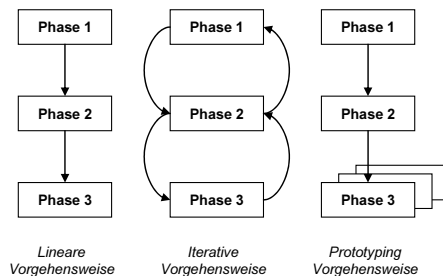 Phase 1
Phase 1
Phase 1
Phase 2
Phase 2
Phase 2
Phase 3
Phase 3
Phase 3
Lineare
Vorgehensweise
Iterative
Vorgehensweise
Prototyping
Vorgehensweise